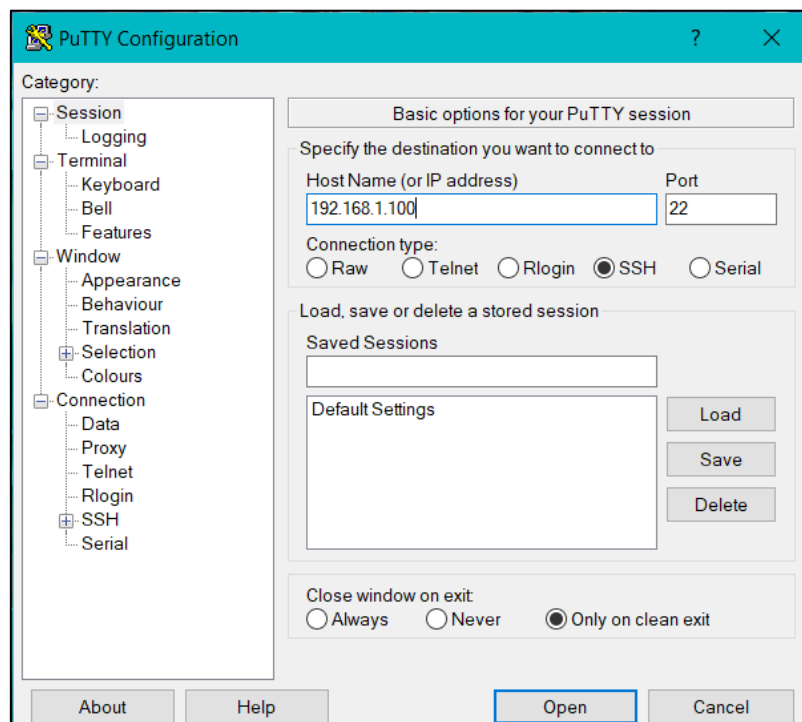 PuTTY Configuration
?
Category:
Session
Logging
Terminal
Keyboard
Bell
Features
Window
Appearance
Behaviour
Translation
Selection
Colours
Connection
Data
Proxy
Telnet
Rlogin
SSH
Serial
Basic options for your PuTTY session
Specify the destination you want to connect to
Host Name (or IP address) Port
192.168.1.100 22
Connection type:
Raw Telnet Rlogin SSH Serial
Load, save or delete a stored session
Saved Sessions
Default Settings
Load
Save
Delete
Close window on exit:
Always Never Only on clean exit
About Help Open Cancel